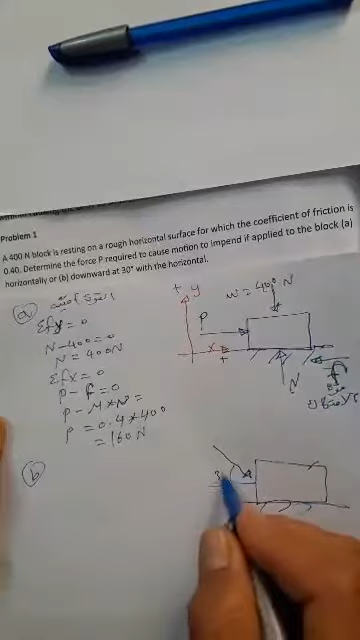 Problem 1
A 400 N block is resting on a rough horizontal surface for which the coefficient of friction is
0.40. Determine the force P required to cause motion to impend if applied to the block (a)
horizontally or (b) downward at 30° with the horizontal.
(a)
Σfy = 0
N - 400 = 0
N = 400N
Σfx = 0
P - f = 0
P - M * N =
P = 0.4 * 400
= 160 N
+ y
w = 400 N
P
x
+
N
f
(b)